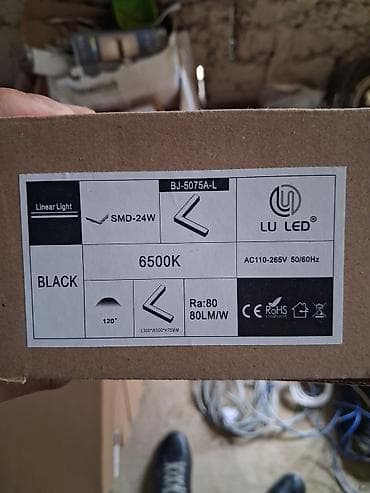 BJ-5075A-L
Linear Light
SMD-24W
LU LED®
BLACK
6500K
AC110-265V 50/60Hz
120°
Ra:80
80LM/W
CE RoHS